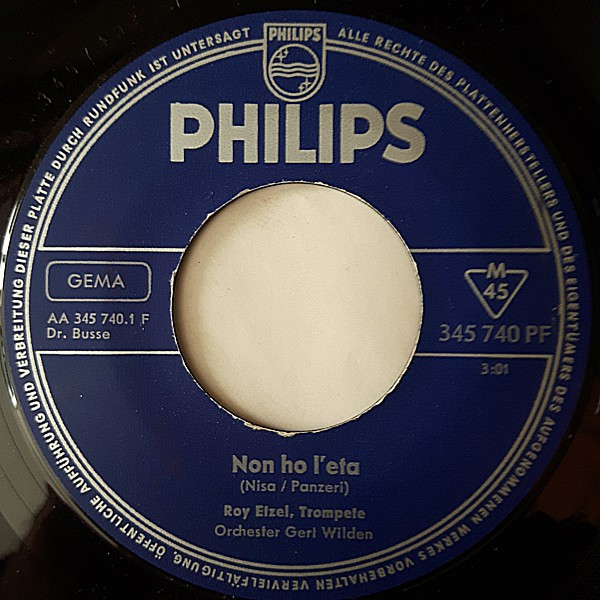 PHILIPS
ALLE RECHTE DES PLATTENHERSTELLERS UND DES EIGENTÜMERS DES AUFGENOMMENEN WERKES VORBEHALTEN
VERVIELFÄLTIGUNG, ÖFFENTLICHE AUFFÜHRUNG UND VERBREITUNG DIESER PLATTE DURCH RUNDFUNK IST UNTERSAGT
PHILIPS
GEMA
M
45
AA 345 740.1 F
Dr. Busse
345 740 PF
3:01
Non ho l'eta
(Nisa / Panzeri)
Roy Etzel, Trompete
Orchester Gert Wilden